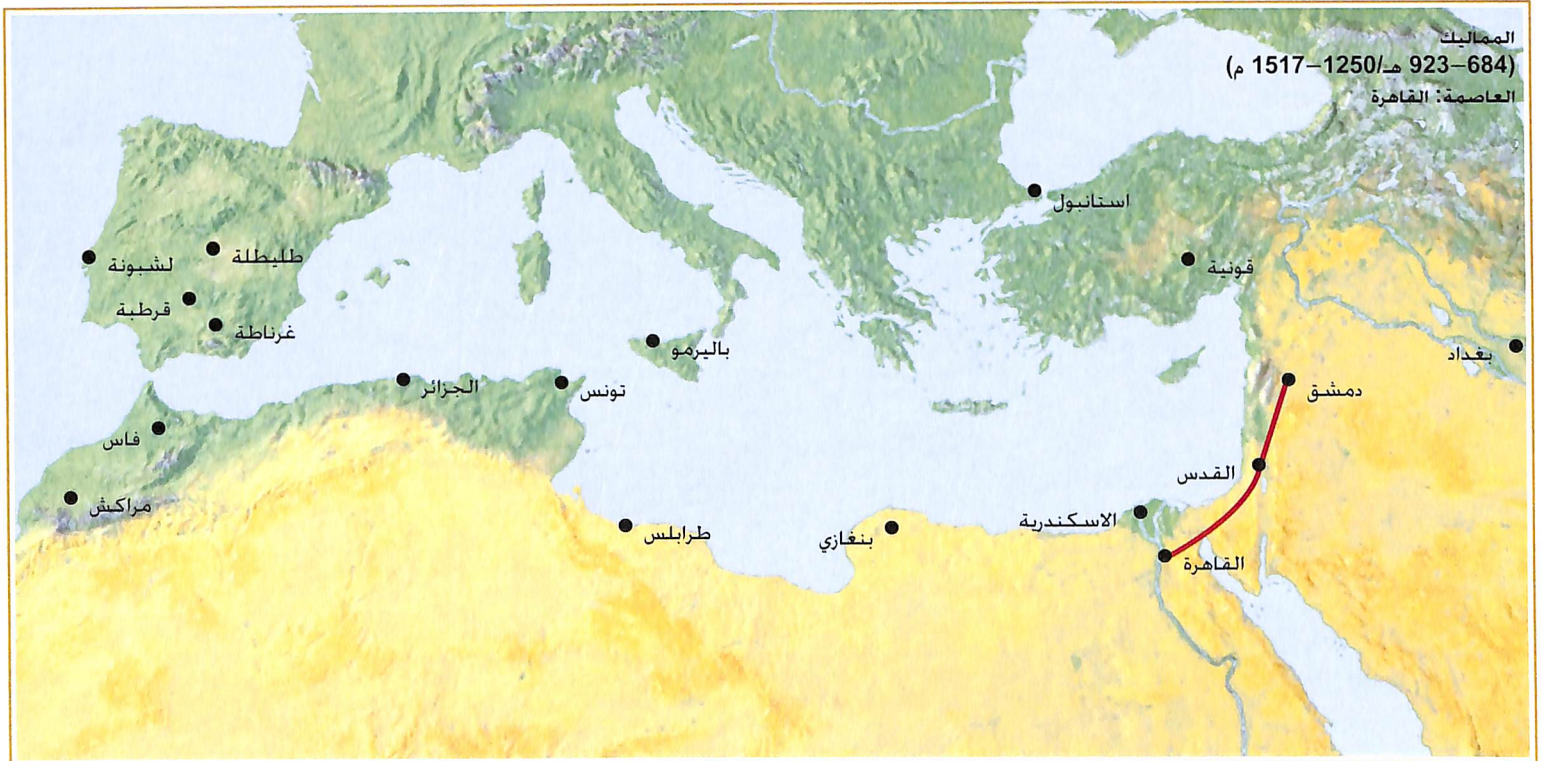 المماليك
(684–923 هـ/1250–1517 م)
العاصمة: القاهرة
استانبول
قونية
طليطلة
لشبونة
قرطبة
غرناطة
باليرمو
بغداد
الجزائر
تونس
دمشق
فاس
القدس
مراكش
طرابلس
بنغازي
الاسكندرية
القاهرة